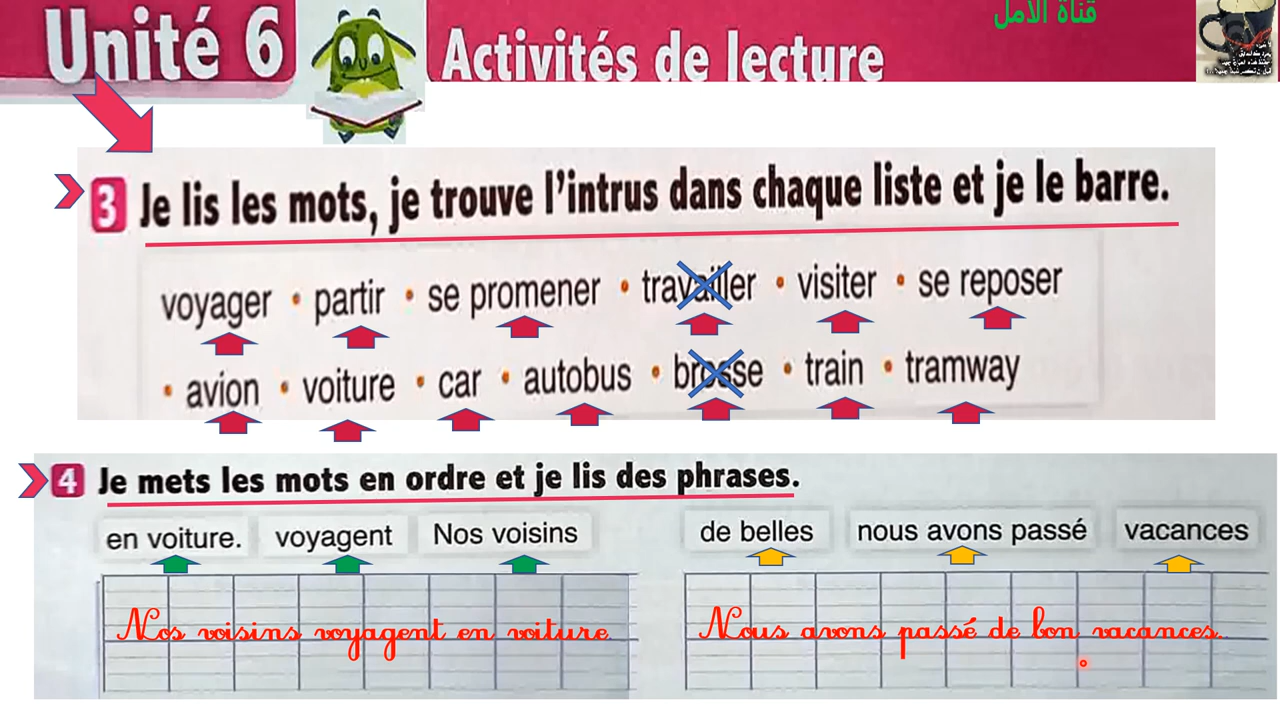 قناة الأمل
Unité 6
Activités de lecture
3 Je lis les mots, je trouve l'intrus dans chaque liste et je le barre.
voyager • partir • se promener • travailler • visiter • se reposer
• avion • voiture • car • autobus • brosse • train • tramway
4 Je mets les mots en ordre et je lis des phrases.
en voiture. voyagent Nos voisins
de belles nous avons passé vacances
Nos voisins voyagent en voiture
Nous avons passé de bon vacances.